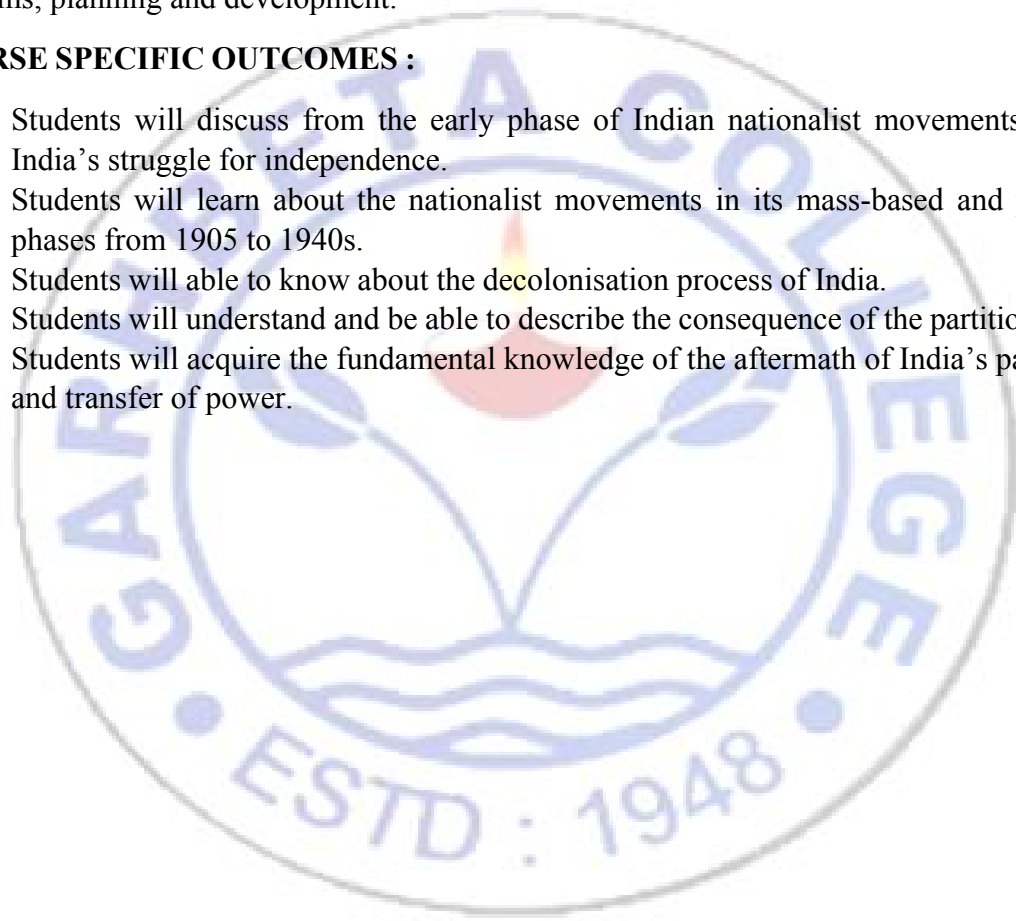 ms, planning and development.
RSE SPECIFIC OUTCOMES :
Students will discuss from the early phase of Indian nationalist movements
India's struggle for independence.
Students will learn about the nationalist movements in its mass-based and
phases from 1905 to 1940s.
Students will able to know about the decolonisation process of India.
Students will understand and be able to describe the consequence of the partitio
Students will acquire the fundamental knowledge of the aftermath of India's pa
and transfer of power.
GARHBETA COLLEGE
ESTD : 1948